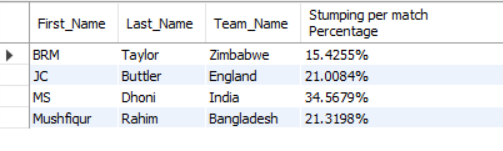 First_Name Last_Name Team_Name Stumping per match
Percentage
BRM Taylor Zimbabwe 15.4255%
JC Buttler England 21.0084%
MS Dhoni India 34.5679%
Mushfiqur Rahim Bangladesh 21.3198%